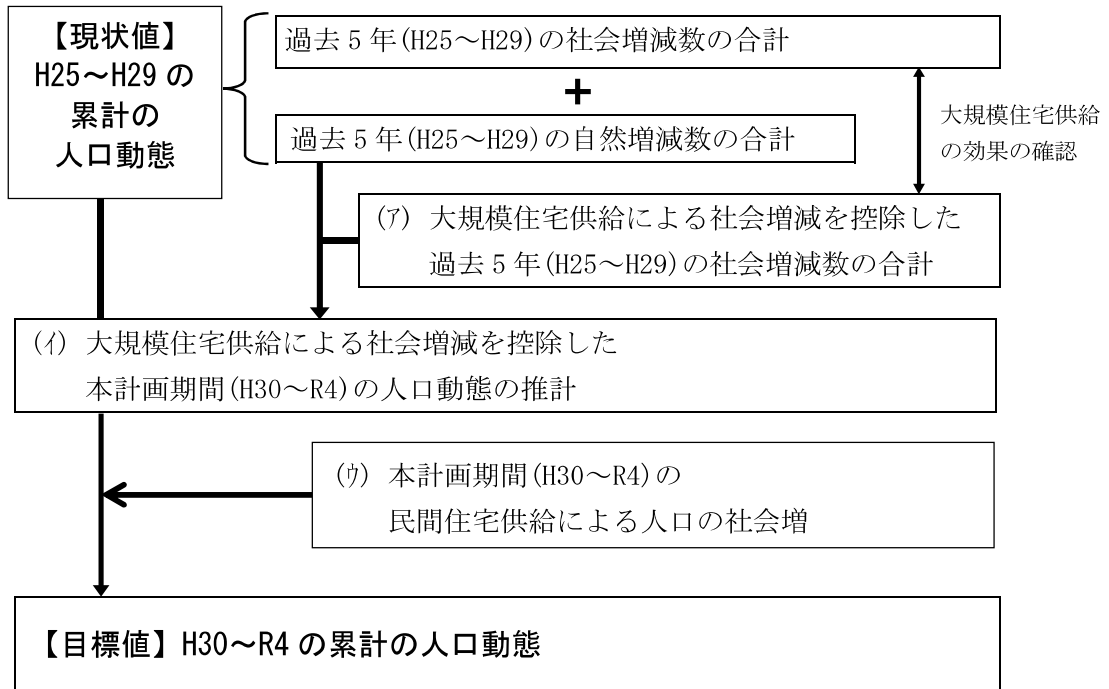 【現状値】
H25～H29 の
累計の
人口動態
過去 5 年(H25～H29)の社会増減数の合計
+
過去 5 年(H25～H29)の自然増減数の合計
大規模住宅供給
の効果の確認
(ｱ) 大規模住宅供給による社会増減を控除した
過去 5 年(H25～H29)の社会増減数の合計
(ｲ) 大規模住宅供給による社会増減を控除した
本計画期間(H30～R4)の人口動態の推計
(ｳ) 本計画期間(H30～R4)の
民間住宅供給による人口の社会増
【目標値】H30～R4 の累計の人口動態